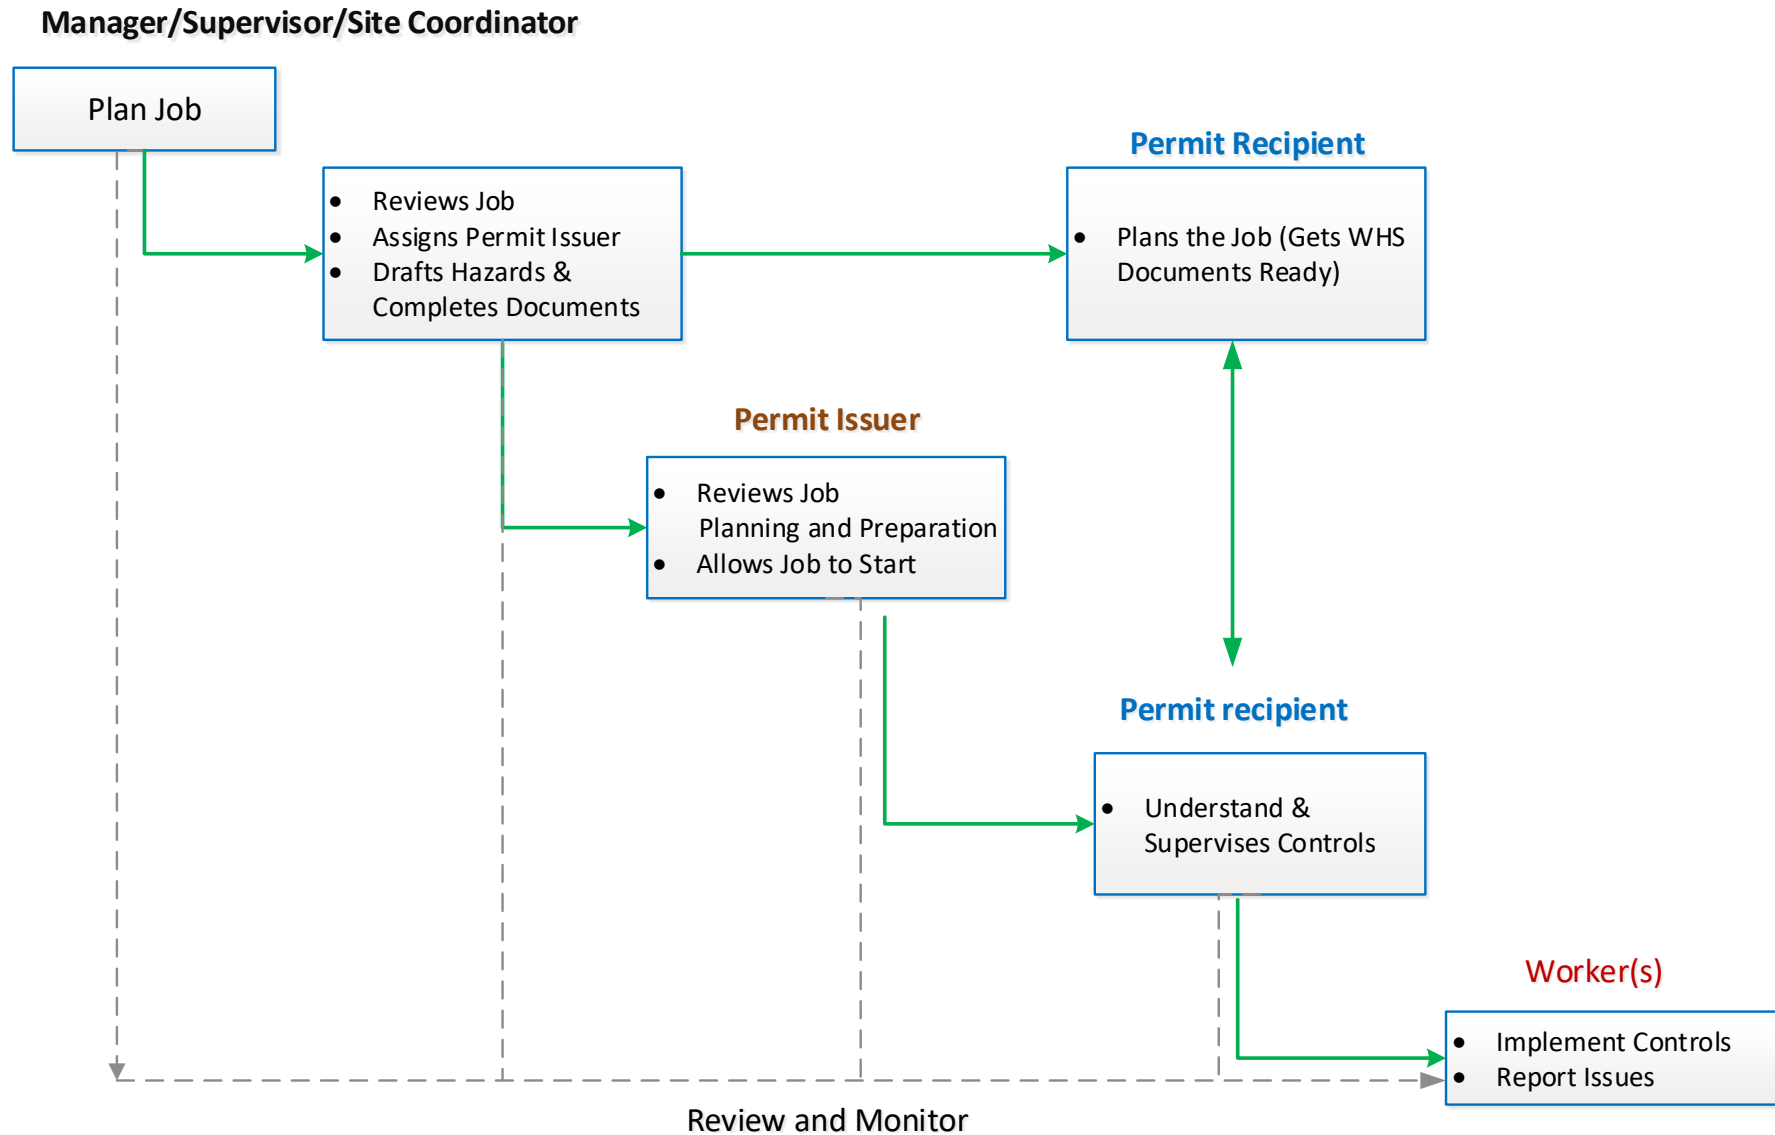 Manager/Supervisor/Site Coordinator
Plan Job
Permit Recipient
• Reviews Job
• Assigns Permit Issuer
• Drafts Hazards &
Completes Documents
• Plans the Job (Gets WHS
Documents Ready)
Permit Issuer
• Reviews Job
Planning and Preparation
• Allows Job to Start
Permit recipient
• Understand &
Supervises Controls
Worker(s)
• Implement Controls
• Report Issues
Review and Monitor